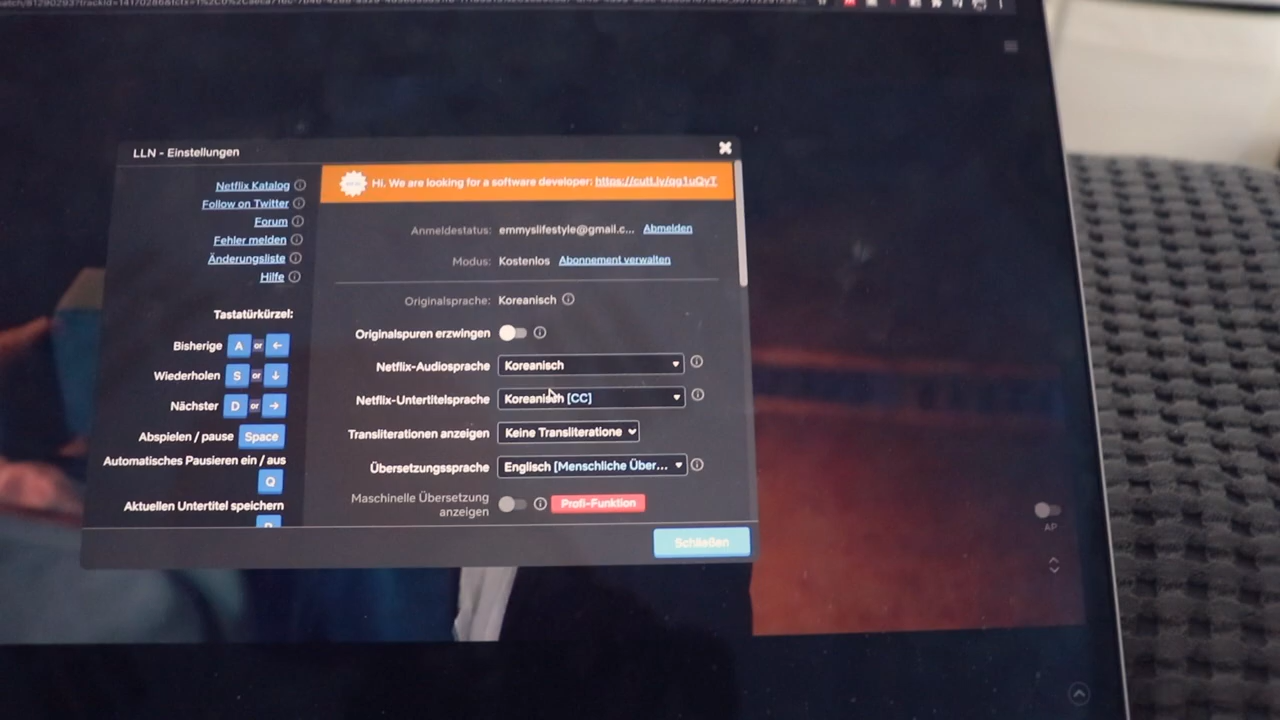 LLN - Einstellungen
Netflix Katalog
Follow on Twitter
Forum
Fehler melden
Änderungsliste
Hilfe
Tastatürkürzel:
Bisherige A or ←
Wiederholen S or ↓
Nächster D or →
Abspielen / pause Space
Automatisches Pausieren ein / aus
Q
Aktuellen Untertitel speichern
Hi. We are looking for a software developer: https://cutt.ly/qg1uQyT
Anmeldestatus: emmyslifestyle@gmail.c... Abmelden
Modus: Kostenlos Abonnement verwalten
Originalsprache: Koreanisch
Originalspuren erzwingen
Netflix-Audiosprache Koreanisch
Netflix-Untertitelsprache Koreanisch [CC]
Transliterationen anzeigen Keine Transliteratione
Übersetzungssprache Englisch [Menschliche Über...
Maschinelle Übersetzung
anzeigen Profi-Funktion
Schließen
AP